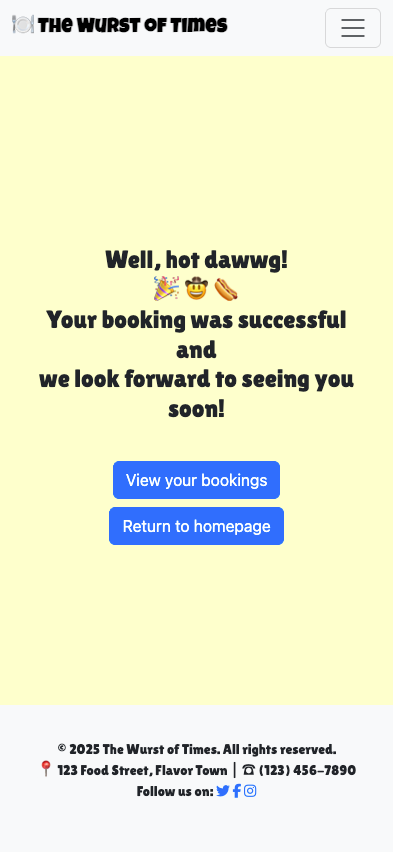 🍽️ The Wurst of Times
Well, hot dawwg!
🎉 🤠 🌭
Your booking was successful
and
we look forward to seeing you
soon!
View your bookings
Return to homepage
© 2025 The Wurst of Times. All rights reserved.
📍 123 Food Street, Flavor Town | ☎ (123) 456-7890
Follow us on: